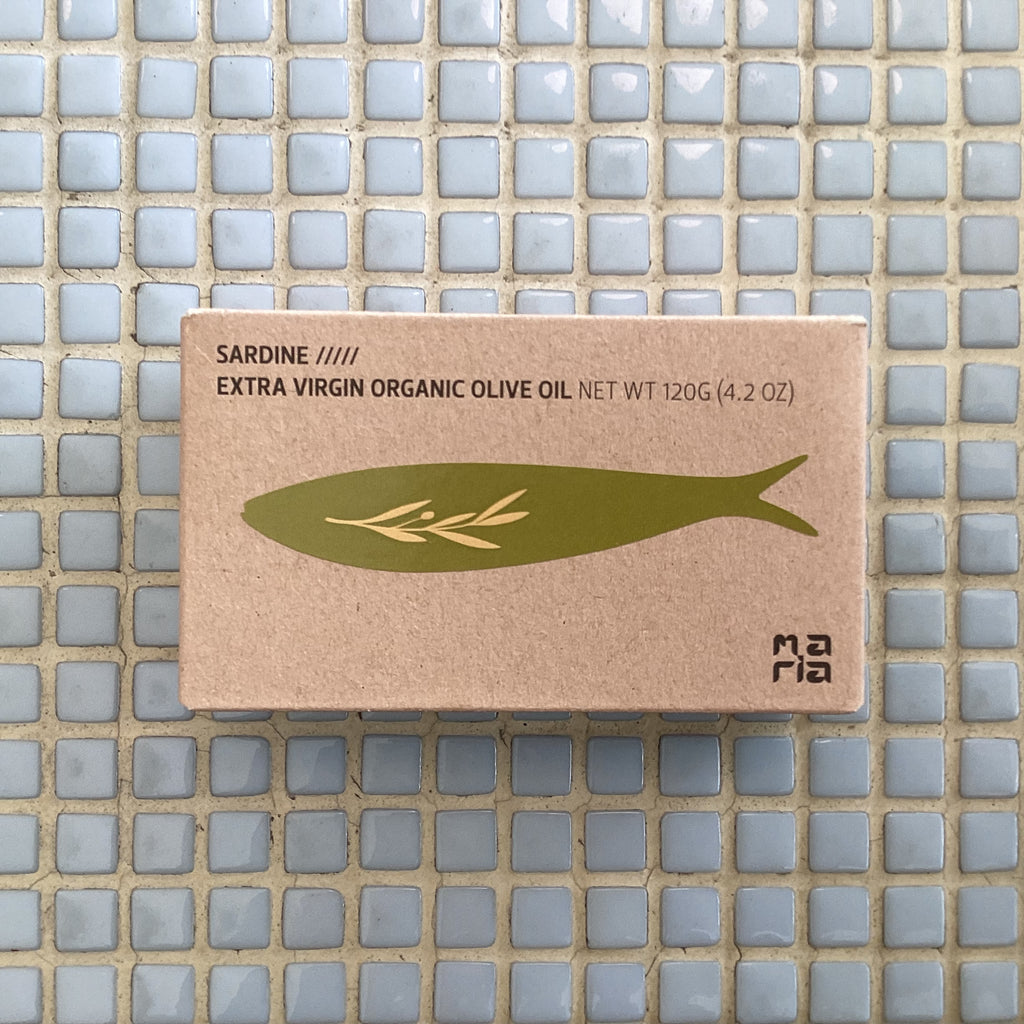 SARDINE /////
EXTRA VIRGIN ORGANIC OLIVE OIL NET WT 120G (4.2 OZ)
ma
ria